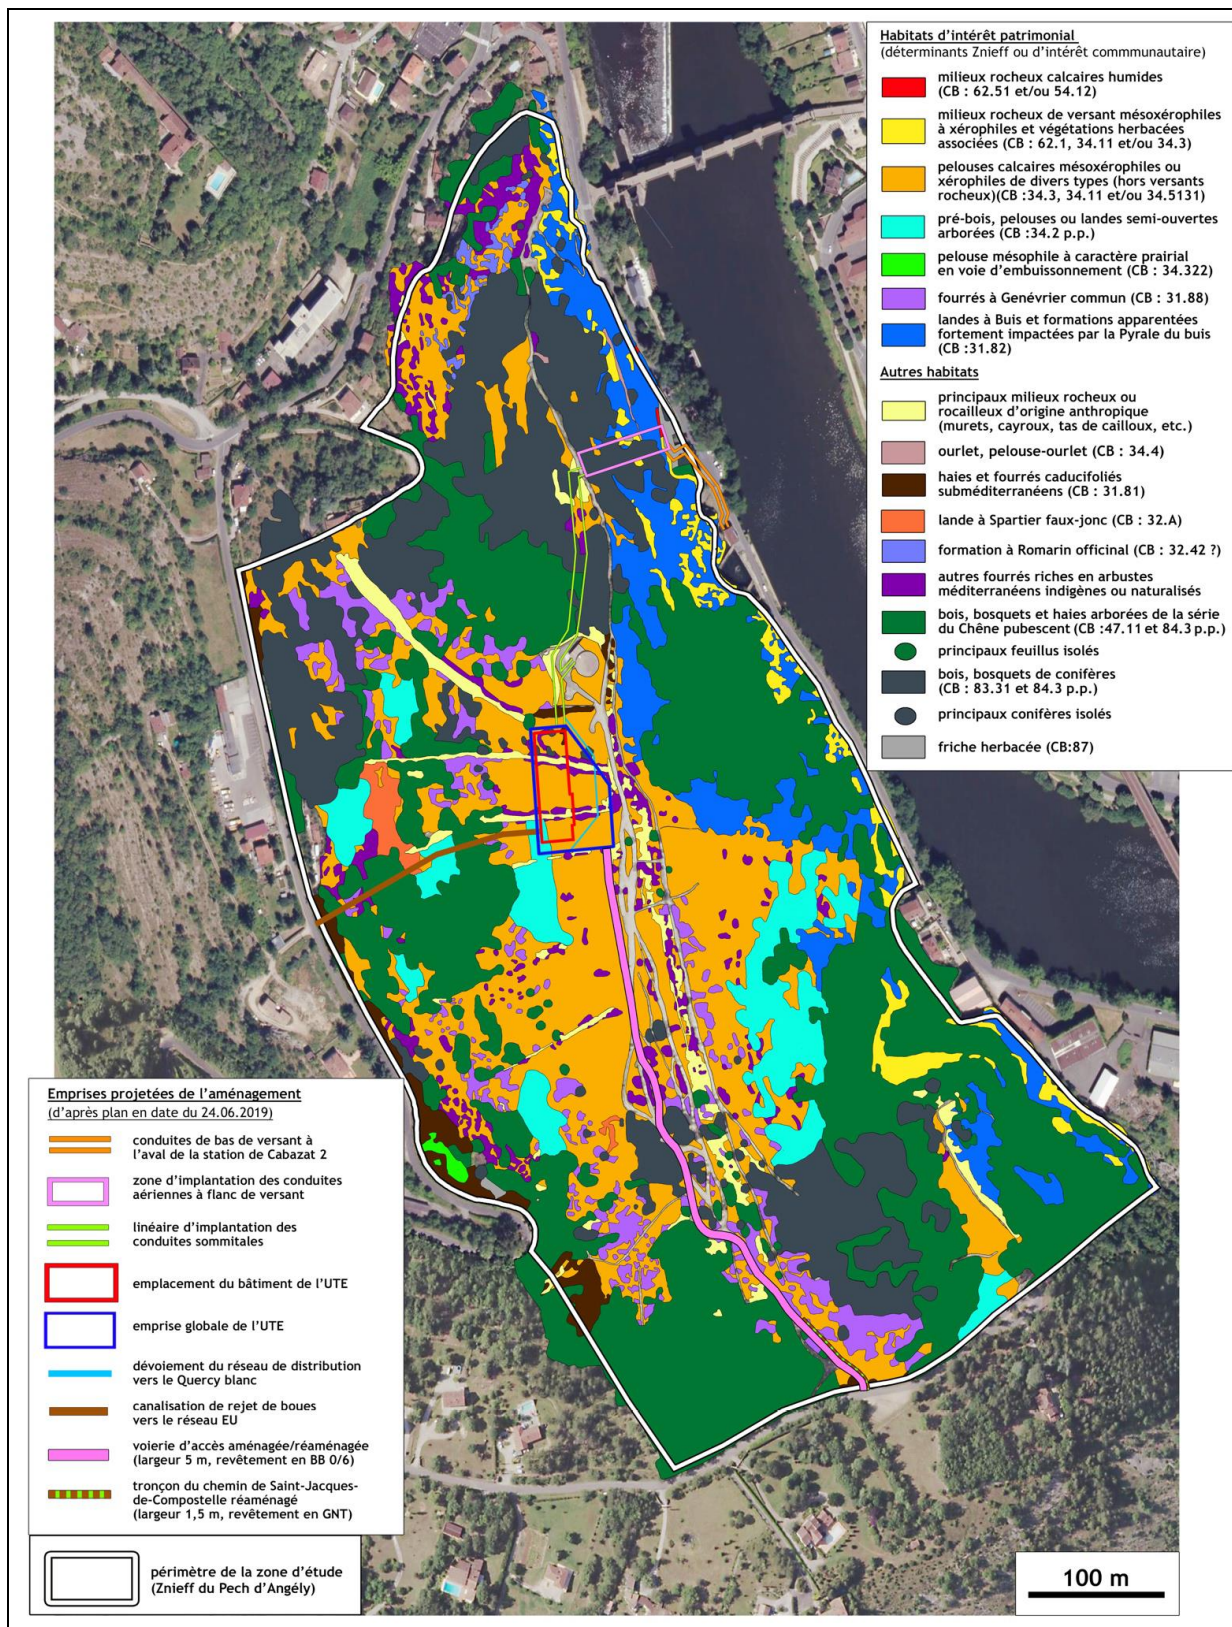 Habitats d'intérêt patrimonial
(déterminants Znieff ou d'intérêt commmunautaire)
milieux rocheux calcaires humides
(CB : 62.51 et/ou 54.12)
milieux rocheux de versant mésoxérophiles
à xérophiles et végétations herbacées
associées (CB : 62.1, 34.11 et/ou 34.3)
pelouses calcaires mésoxérophiles ou
xérophiles de divers types (hors versants
rocheux)(CB :34.3, 34.11 et/ou 34.5131)
pré-bois, pelouses ou landes semi-ouvertes
arborées (CB :34.2 p.p.)
pelouse mésophile à caractère prairial
en voie d'embuissonnement (CB : 34.322)
fourrés à Genévrier commun (CB : 31.88)
landes à Buis et formations apparentées
fortement impactées par la Pyrale du buis
(CB :31.82)
Autres habitats
principaux milieux rocheux ou
rocailleux d'origine anthropique
(murets, cayroux, tas de cailloux, etc.)
ourlet, pelouse-ourlet (CB : 34.4)
haies et fourrés caducifoliés
subméditerranéens (CB : 31.81)
lande à Spartier faux-jonc (CB : 32.A)
formation à Romarin officinal (CB : 32.42 ?)
autres fourrés riches en arbustes
méditerranéens indigènes ou naturalisés
bois, bosquets et haies arborées de la série
du Chêne pubescent (CB :47.11 et 84.3 p.p.)
principaux feuillus isolés
bois, bosquets de conifères
(CB : 83.31 et 84.3 p.p.)
principaux conifères isolés
friche herbacée (CB:87)
Emprises projetées de l'aménagement
(d'après plan en date du 24.06.2019)
conduites de bas de versant à
l'aval de la station de Cabazat 2
zone d'implantation des conduites
aériennes à flanc de versant
linéaire d'implantation des
conduites sommitales
emplacement du bâtiment de l'UTE
emprise globale de l'UTE
dévoiement du réseau de distribution
vers le Quercy blanc
canalisation de rejet de boues
vers le réseau EU
voierie d'accès aménagée/réaménagée
(largeur 5 m, revêtement en BB 0/6)
tronçon du chemin de Saint-Jacques-
de-Compostelle réaménagé
(largeur 1,5 m, revêtement en GNT)
périmètre de la zone d'étude
(Znieff du Pech d'Angély)
100 m